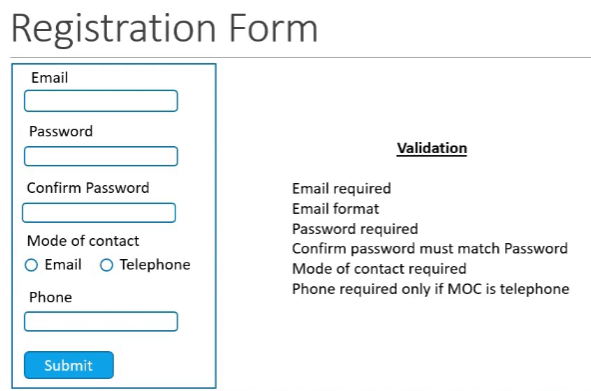 Registration Form
Email
Password
Confirm Password
Mode of contact
Email Telephone
Phone
Submit
Validation
Email required
Email format
Password required
Confirm password must match Password
Mode of contact required
Phone required only if MOC is telephone